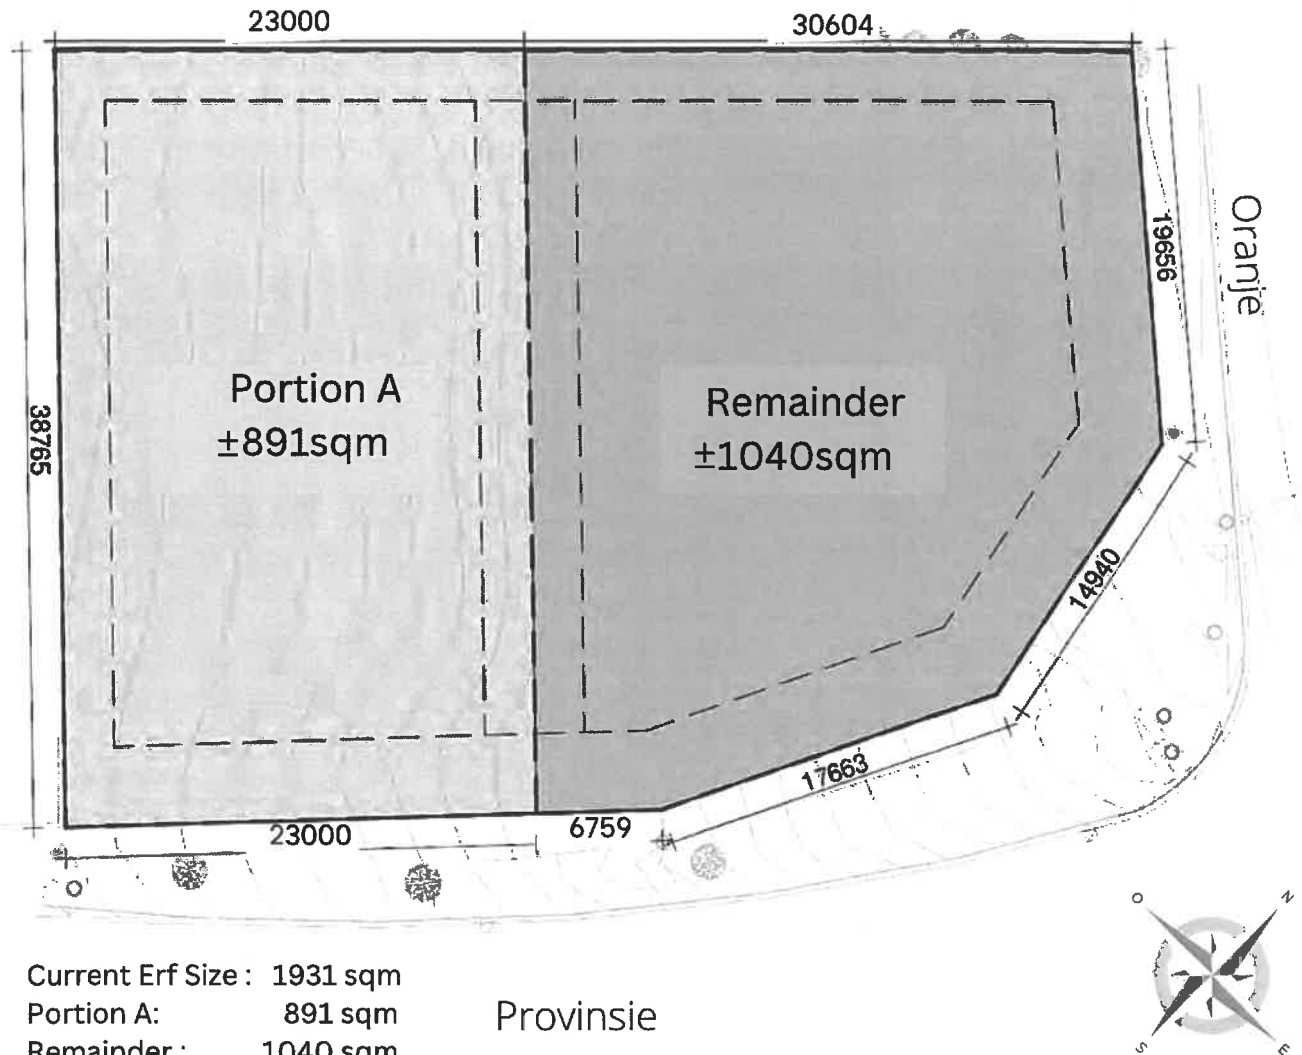 23000
30604
19656
Oranje
Portion A
±891sqm
Remainder
±1040sqm
38765
14940
17663
23000
6759
O
N
Current Erf Size : 1931 sqm
Portion A: 891 sqm
Provinsie
Remainder : 1040 sqm
S
E